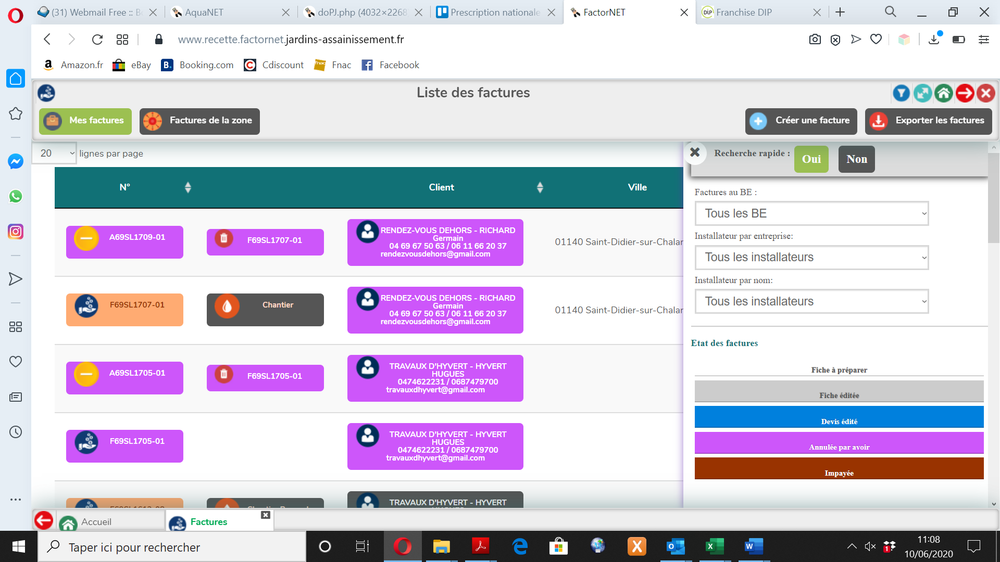 (31) Webmail Free :: B
AquaNET
doPJ.php (4032×2268
Prescription nationale
FactorNET
Franchise DIP
www.recette.factornet.jardins-assainissement.fr
Amazon.fr
eBay
Booking.com
Cdiscount
Fnac
Facebook
Liste des factures
Mes factures
Factures de la zone
Créer une facture
Exporter les factures
20 lignes par page
Recherche rapide : Oui Non
N° Client Ville
Factures au BE :
Tous les BE
Installateur par entreprise:
Tous les installateurs
Installateur par nom:
Tous les installateurs
Etat des factures
Fiche à préparer
Fiche éditée
Devis édité
Annulée par avoir
Impayée
A69SL1709-01
F69SL1707-01
RENDEZ-VOUS DEHORS - RICHARD
Germain
04 69 67 50 63 / 06 11 66 20 37
rendezvousdehors@gmail.com
01140 Saint-Didier-sur-Chalar
F69SL1707-01
Chantier
RENDEZ-VOUS DEHORS - RICHARD
Germain
04 69 67 50 63 / 06 11 66 20 37
rendezvousdehors@gmail.com
01140 Saint-Didier-sur-Chalar
A69SL1705-01
F69SL1705-01
TRAVAUX D'HYVERT - HYVERT
HUGUES
0474622231 / 0687479700
travauxdhyvert@gmail.com
F69SL1705-01
TRAVAUX D'HYVERT - HYVERT
HUGUES
0474622231 / 0687479700
travauxdhyvert@gmail.com
TRAVAUX D'HYVERT - HYVERT
Accueil
Factures
Taper ici pour rechercher
11:08
10/06/2020